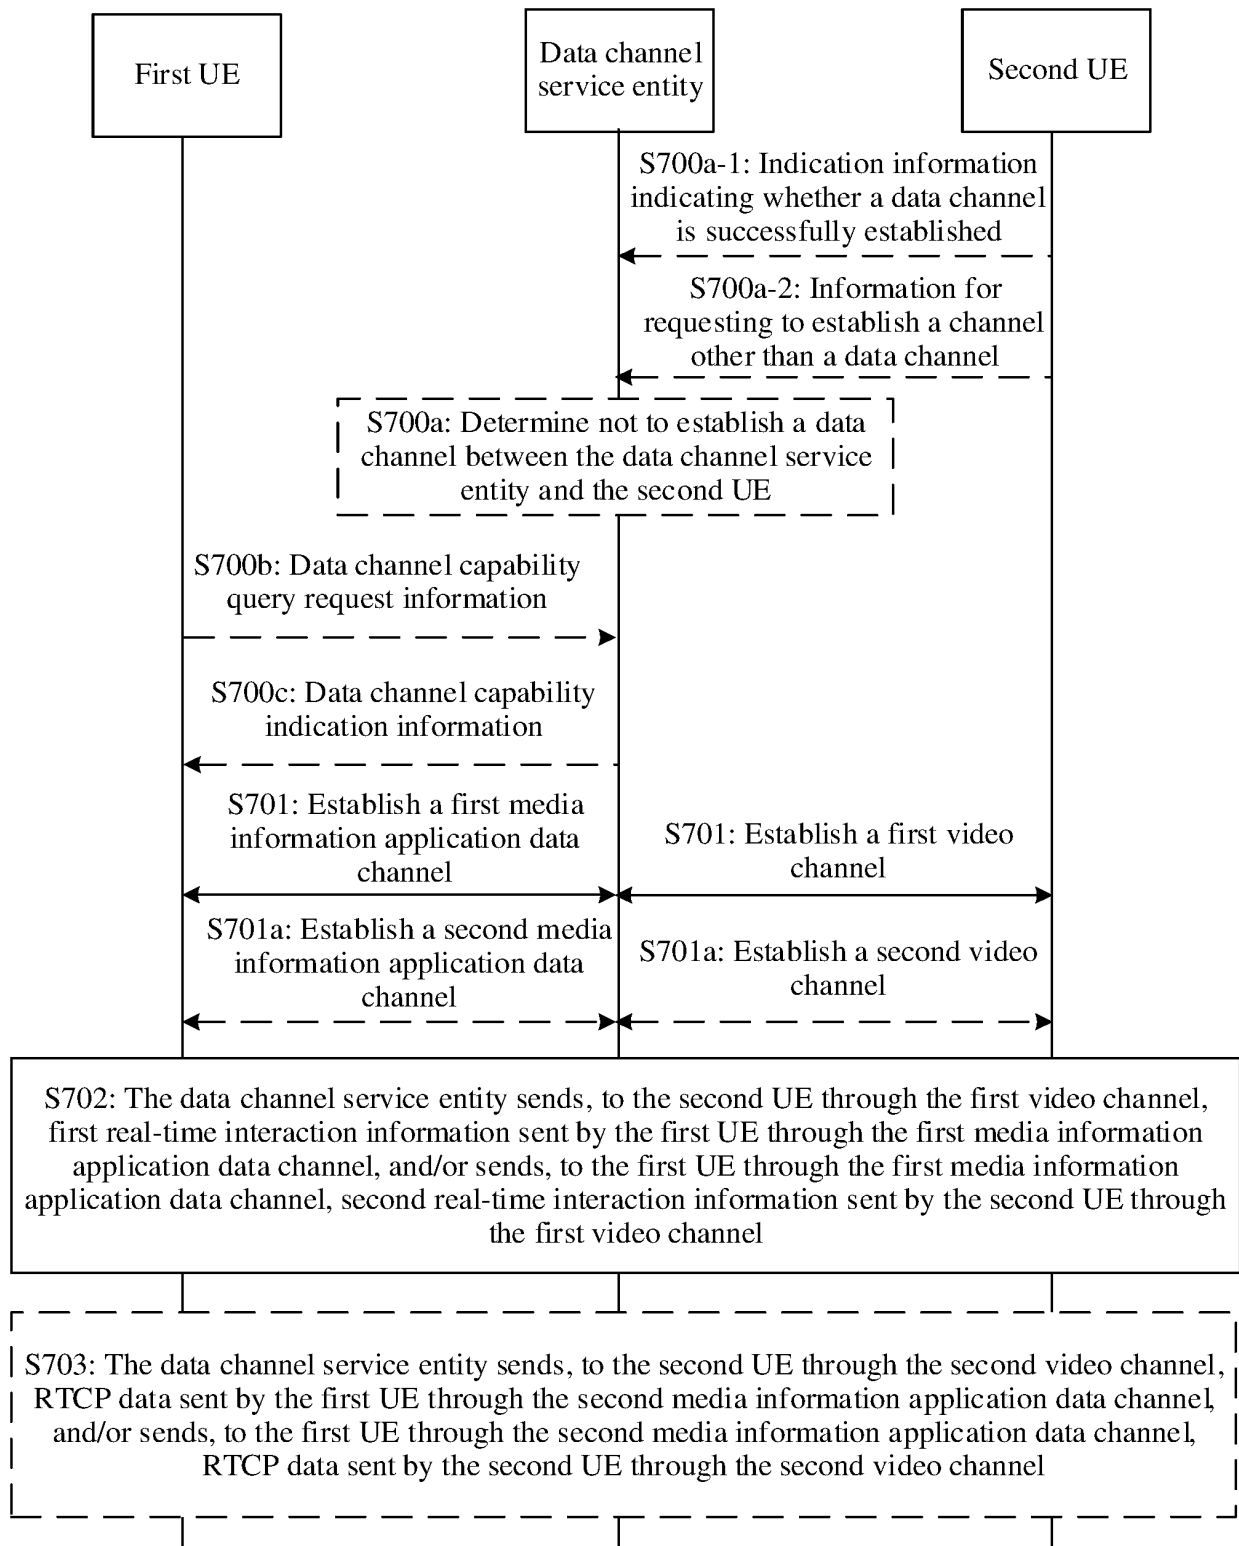 First UE
Data channel
service entity
Second UE
S700a-1: Indication information
indicating whether a data channel
is successfully established
S700a-2: Information for
requesting to establish a channel
other than a data channel
S700a: Determine not to establish a data
channel between the data channel service
entity and the second UE
S700b: Data channel capability
query request information
S700c: Data channel capability
indication information
S701: Establish a first media
information application data
channel
S701: Establish a first video
channel
S701a: Establish a second media
information application data
channel
S701a: Establish a second video
channel
S702: The data channel service entity sends, to the second UE through the first video channel,
first real-time interaction information sent by the first UE through the first media information
application data channel, and/or sends, to the first UE through the first media information
application data channel, second real-time interaction information sent by the second UE through
the first video channel
S703: The data channel service entity sends, to the second UE through the second video channel,
RTCP data sent by the first UE through the second media information application data channel,
and/or sends, to the first UE through the second media information application data channel,
RTCP data sent by the second UE through the second video channel